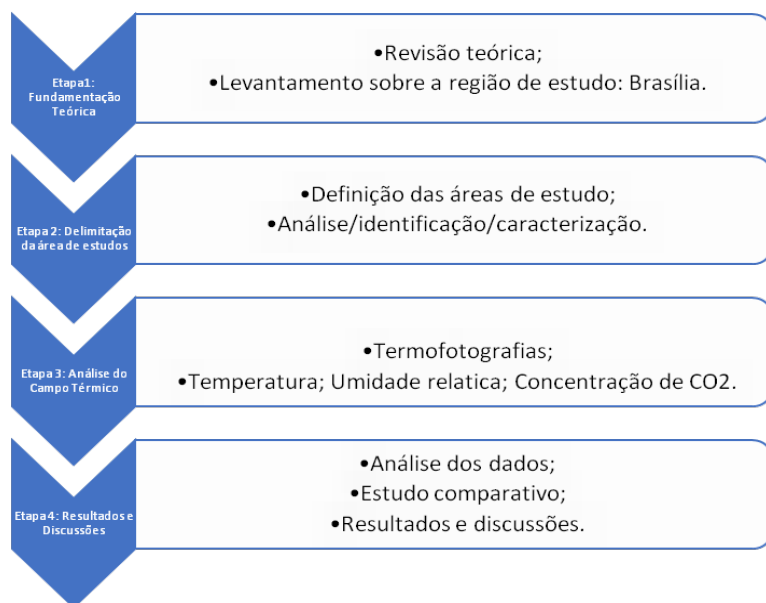 Etapa1:
Fundamentação
Teórica
•Revisão teórica;
•Levantamento sobre a região de estudo: Brasília.
Etapa 2: Delimitação
da área de estudos
•Definição das áreas de estudo;
•Análise/identificação/caracterização.
Etapa 3: Análise do
Campo Térmico
•Termofotografias;
•Temperatura; Umidade relatica; Concentração de CO2.
Etapa 4: Resultados e
Discussões
•Análise dos dados;
•Estudo comparativo;
•Resultados e discussões.